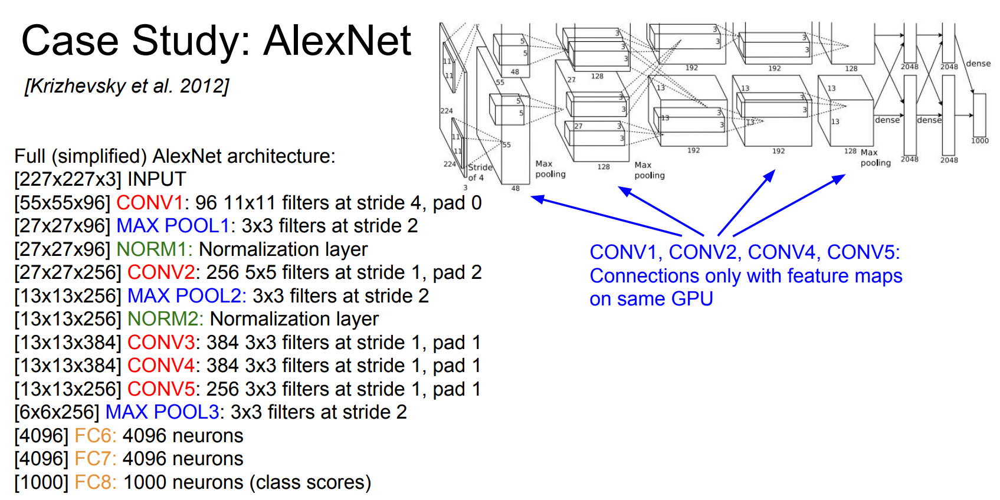 Case Study: AlexNet
[Krizhevsky et al. 2012]
Full (simplified) AlexNet architecture:
[227x227x3] INPUT
[55x55x96] CONV1: 96 11x11 filters at stride 4, pad 0
[27x27x96] MAX POOL1: 3x3 filters at stride 2
[27x27x96] NORM1: Normalization layer
[27x27x256] CONV2: 256 5x5 filters at stride 1, pad 2
[13x13x256] MAX POOL2: 3x3 filters at stride 2
[13x13x256] NORM2: Normalization layer
[13x13x384] CONV3: 384 3x3 filters at stride 1, pad 1
[13x13x384] CONV4: 384 3x3 filters at stride 1, pad 1
[13x13x256] CONV5: 256 3x3 filters at stride 1, pad 1
[6x6x256] MAX POOL3: 3x3 filters at stride 2
[4096] FC6: 4096 neurons
[4096] FC7: 4096 neurons
[1000] FC8: 1000 neurons (class scores)
11
11
224
11
11
224
3
Stride
of 4
5
5
48
55
5
5
55
48
Max
pooling
3
3
128
27
3
3
27
3
3
128
Max
pooling
3
3
192
13
3
13
3
192
3
3
192
13
3
3
13
192
128
13
13
128
Max
pooling
dense
2048
2048
dense
2048
dense
2048
1000
CONV1, CONV2, CONV4, CONV5:
Connections only with feature maps
on same GPU